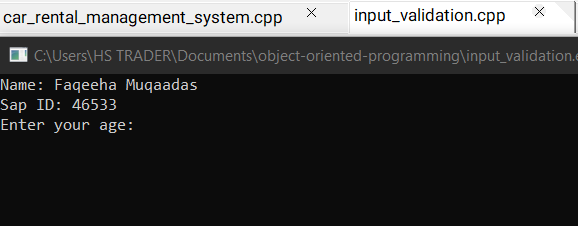 car_rental_management_system.cpp input_validation.cpp
C:\Users\HS TRADER\Documents\object-oriented-programming\input_validation.e
Name: Faqeeha Muqaadas
Sap ID: 46533
Enter your age: